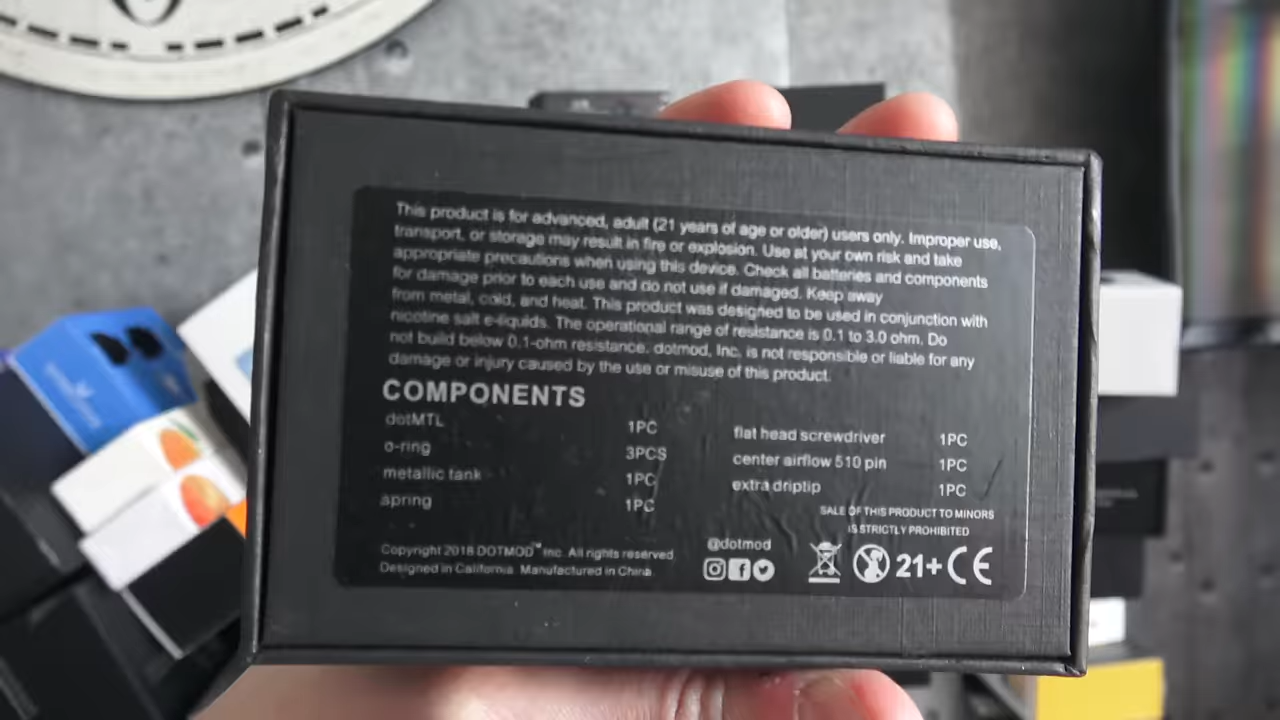 This product is for advanced, adult (21 years of age or older) users only. Improper use,
transport, or storage may result in fire or explosion. Use at your own risk and take
appropriate precautions when using this device. Check all batteries and components
for damage prior to each use and do not use if damaged. Keep away
from metal, cold, and heat. This product was designed to be used in conjunction with
nicotine salt e-liquids. The operational range of resistance is 0.1 to 3.0 ohm. Do
not build below 0.1-ohm resistance. dotmod, Inc. is not responsible or liable for any
damage or injury caused by the use or misuse of this product.
COMPONENTS
dotMTL 1PC
o-ring 3PCS
metallic tank 1PC
apring 1PC
flat head screwdriver 1PC
center airflow 510 pin 1PC
extra driptip 1PC
SALE OF THIS PRODUCT TO MINORS
IS STRICTLY PROHIBITED
Copyright 2018 DOTMOD™ Inc. All rights reserved
Designed in California. Manufactured in China.
@dotmod
21+ CE